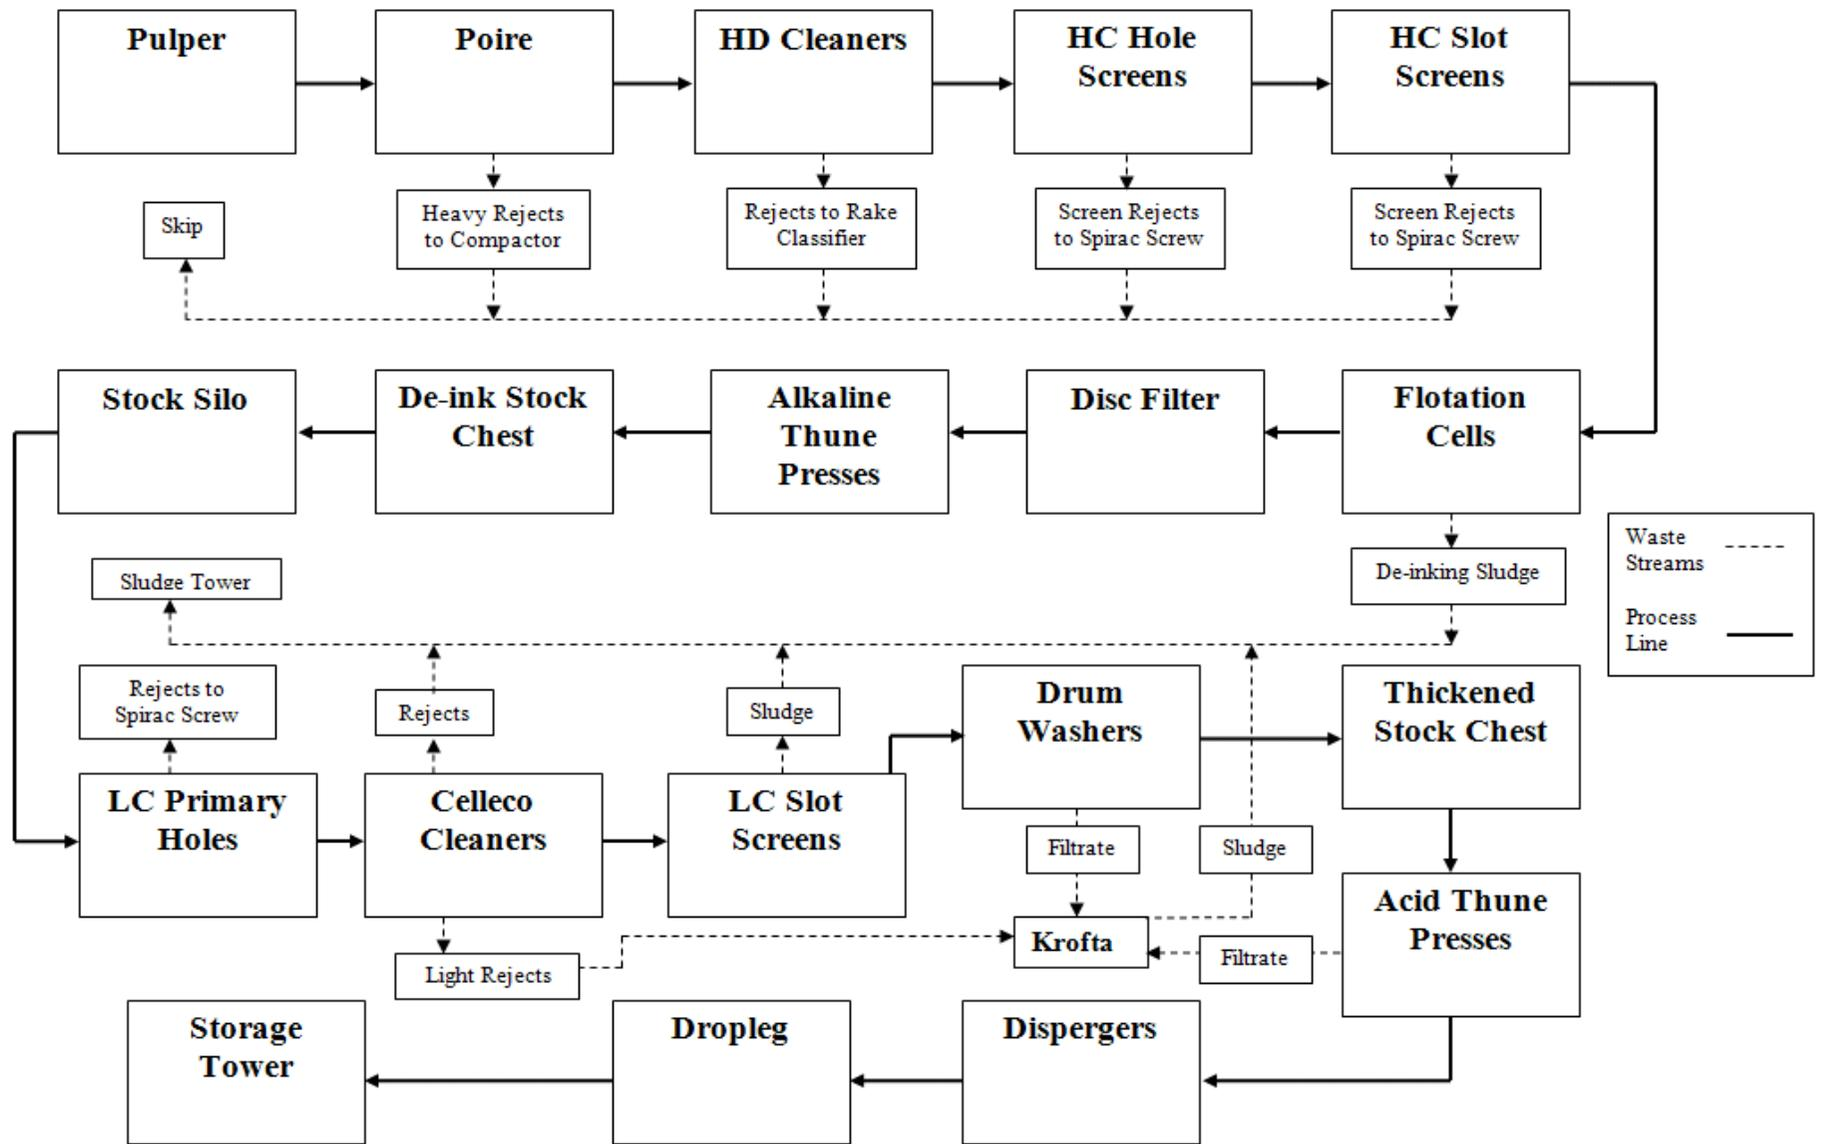 Pulper
Poire
HD Cleaners
HC Hole
Screens
HC Slot
Screens
Skip
Heavy Rejects
to Compactor
Rejects to Rake
Classifier
Screen Rejects
to Spirac Screw
Screen Rejects
to Spirac Screw
Stock Silo
De-ink Stock
Chest
Alkaline
Thune
Presses
Disc Filter
Flotation
Cells
Waste
Streams
Process
Line
Sludge Tower
De-inking Sludge
Rejects to
Spirac Screw
Rejects
Sludge
Drum
Washers
Thickened
Stock Chest
LC Primary
Holes
Celleco
Cleaners
LC Slot
Screens
Filtrate
Sludge
Acid Thune
Presses
Krofta
Filtrate
Light Rejects
Storage
Tower
Dropleg
Dispergers